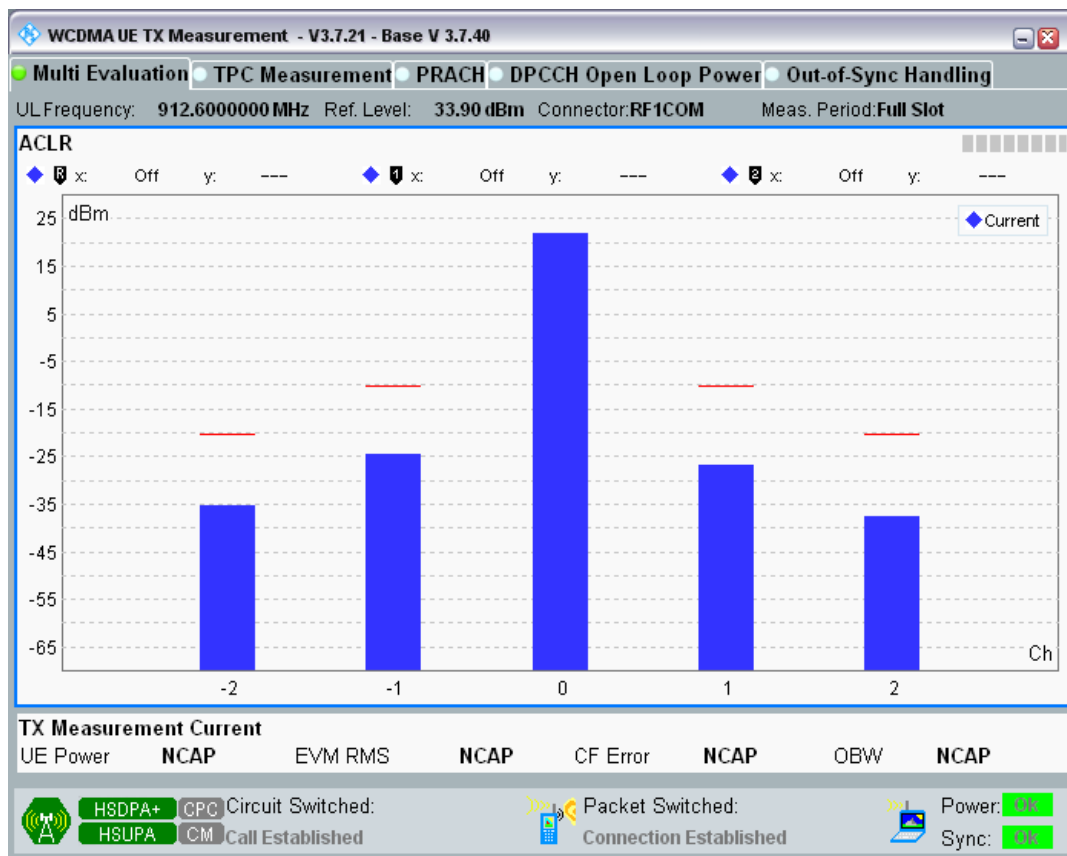 WCDMA UE TX Measurement - V3.7.21 - Base V 3.7.40
Multi Evaluation TPC Measurement PRACH DPCCH Open Loop Power Out-of-Sync Handling
UL Frequency: 912.6000000 MHz Ref. Level: 33.90 dBm Connector: RF1COM Meas. Period: Full Slot
ACLR
R x: Off y: --- 1 x: Off y: --- 2 x: Off y: ---
dBm
Current
25
15
5
-5
-15
-25
-35
-45
-55
-65
Ch
-2 -1 0 1 2
TX Measurement Current
UE Power NCAP EVM RMS NCAP CF Error NCAP OBW NCAP
HSDPA+ CPC Circuit Switched: Packet Switched: Power: Ok
HSUPA CM Call Established Connection Established Sync: Ok